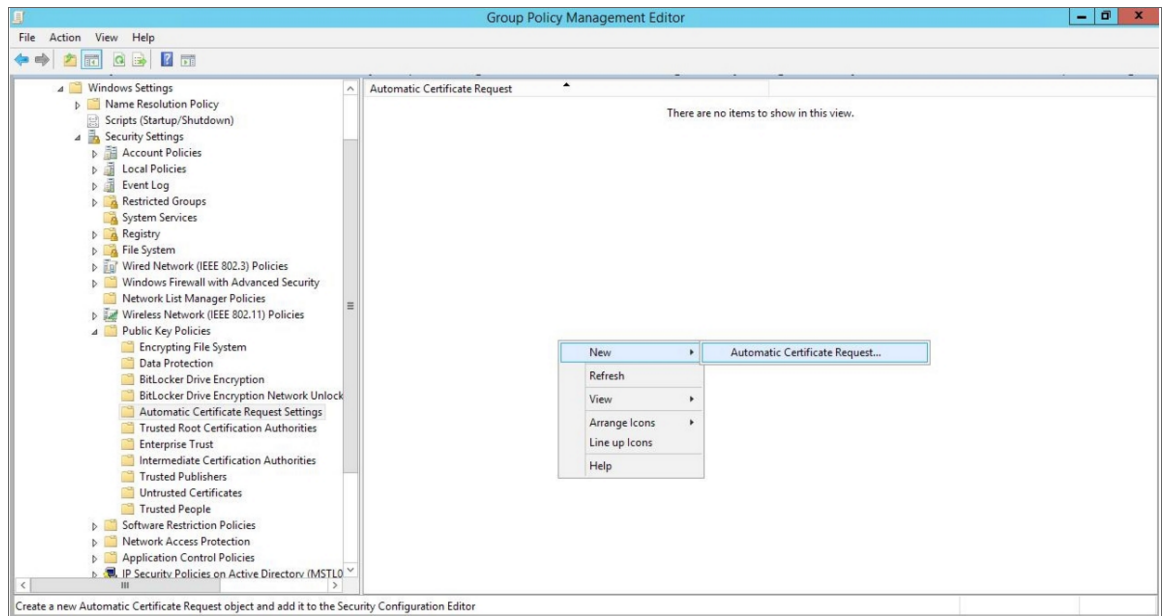 Group Policy Management Editor
File Action View Help
Windows Settings
Name Resolution Policy
Scripts (Startup/Shutdown)
Security Settings
Account Policies
Local Policies
Event Log
Restricted Groups
System Services
Registry
File System
Wired Network (IEEE 802.3) Policies
Windows Firewall with Advanced Security
Network List Manager Policies
Wireless Network (IEEE 802.11) Policies
Public Key Policies
Encrypting File System
Data Protection
BitLocker Drive Encryption
BitLocker Drive Encryption Network Unlock
Automatic Certificate Request Settings
Trusted Root Certification Authorities
Enterprise Trust
Intermediate Certification Authorities
Trusted Publishers
Untrusted Certificates
Trusted People
Software Restriction Policies
Network Access Protection
Application Control Policies
IP Security Policies on Active Directory (MSTL0
Automatic Certificate Request
There are no items to show in this view.
New
Automatic Certificate Request...
Refresh
View
Arrange Icons
Line up Icons
Help
Create a new Automatic Certificate Request object and add it to the Security Configuration Editor